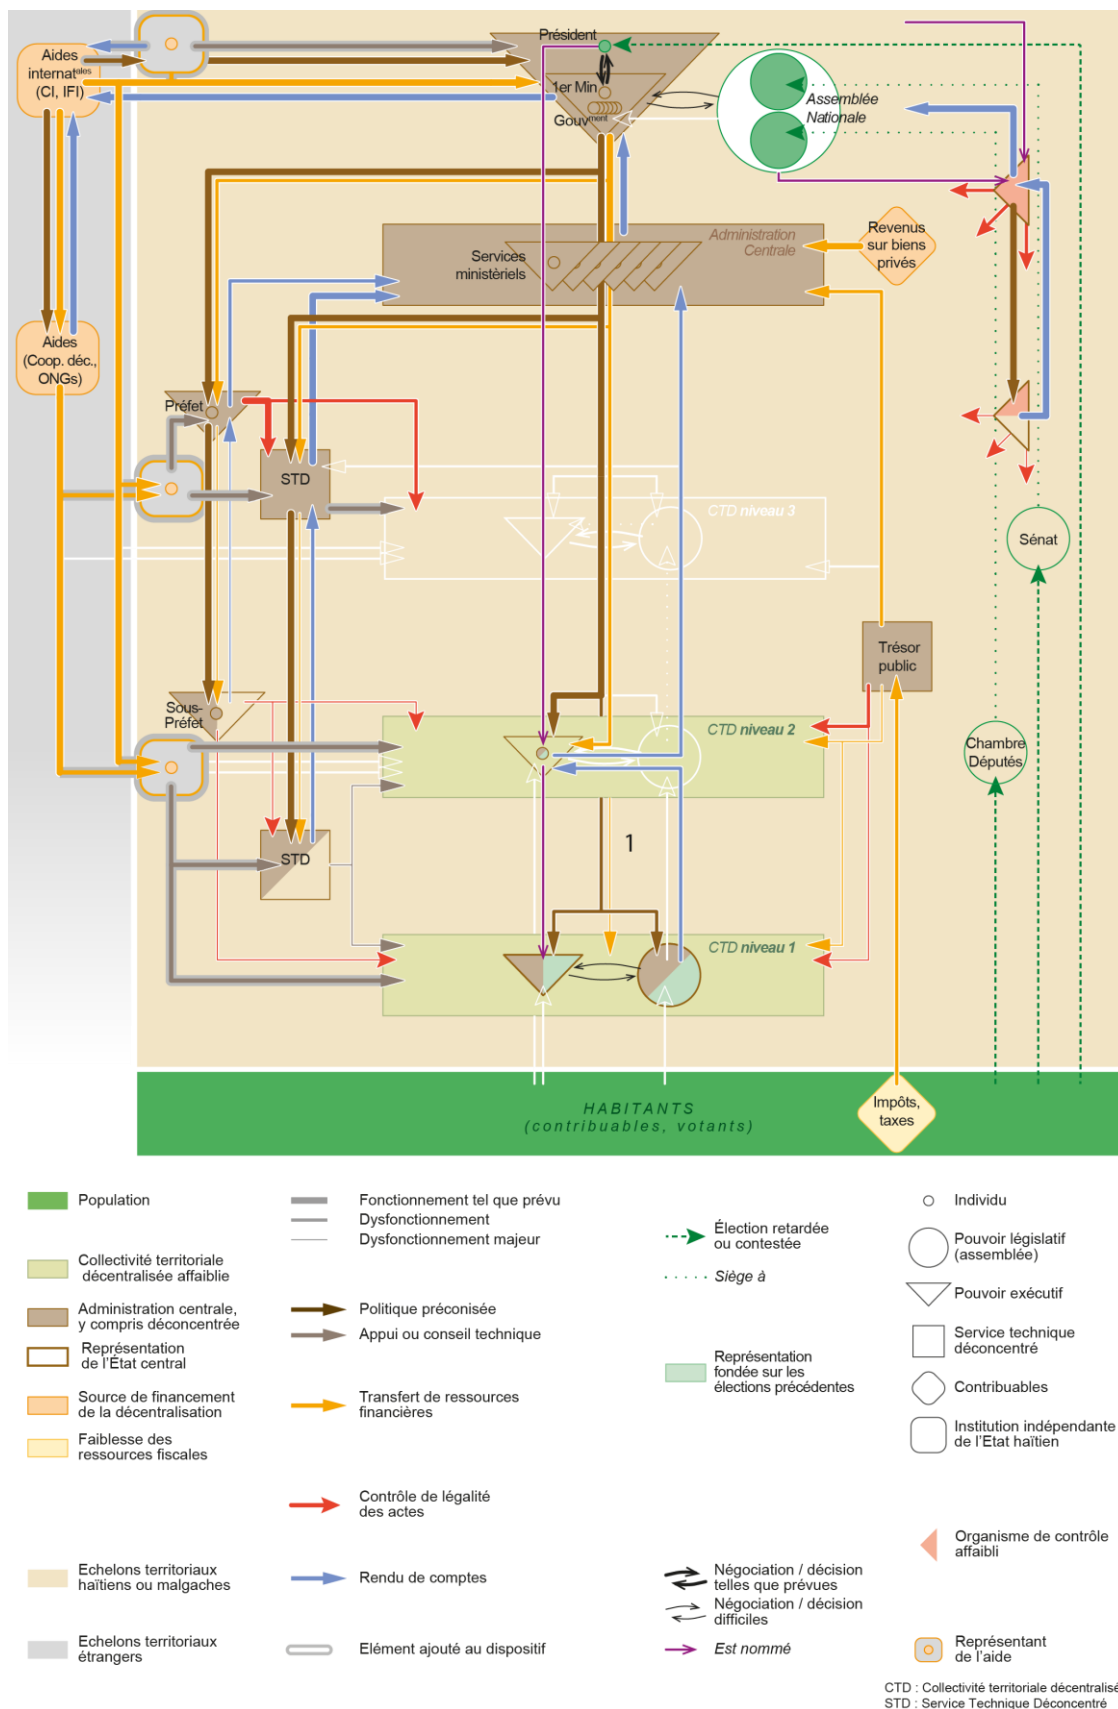 Président
Aides
internatales
(CI, IFI)
1er Min
Gouvment
Assemblée
Nationale
Administration
Centrale
Services
ministèriels
Revenus
sur biens
privés
Aides
(Coop. déc.,
ONGs)
Préfet
STD
CTD niveau 3
Sénat
Trésor
public
Sous-
Préfet
CTD niveau 2
Chambre
Députés
1
STD
CTD niveau 1
HABITANTS
(contribuables, votants)
Impôts,
taxes
Population
Collectivité territoriale
décentralisée affaiblie
Administration centrale,
y compris déconcentrée
Représentation
de l'État central
Source de financement
de la décentralisation
Faiblesse des
ressources fiscales
Echelons territoriaux
haïtiens ou malgaches
Echelons territoriaux
étrangers
Fonctionnement tel que prévu
Dysfonctionnement
Dysfonctionnement majeur
Politique préconisée
Appui ou conseil technique
Transfert de ressources
financières
Contrôle de légalité
des actes
Rendu de comptes
Elément ajouté au dispositif
Élection retardée
ou contestée
Siège à
Représentation
fondée sur les
élections précédentes
Négociation / décision
telles que prévues
Négociation / décision
difficiles
Est nommé
Individu
Pouvoir législatif
(assemblée)
Pouvoir exécutif
Service technique
déconcentré
Contribuables
Institution indépendante
de l'Etat haïtien
Organisme de contrôle
affaibli
Représentant
de l'aide
CTD : Collectivité territoriale décentralisé
STD : Service Technique Déconcentré